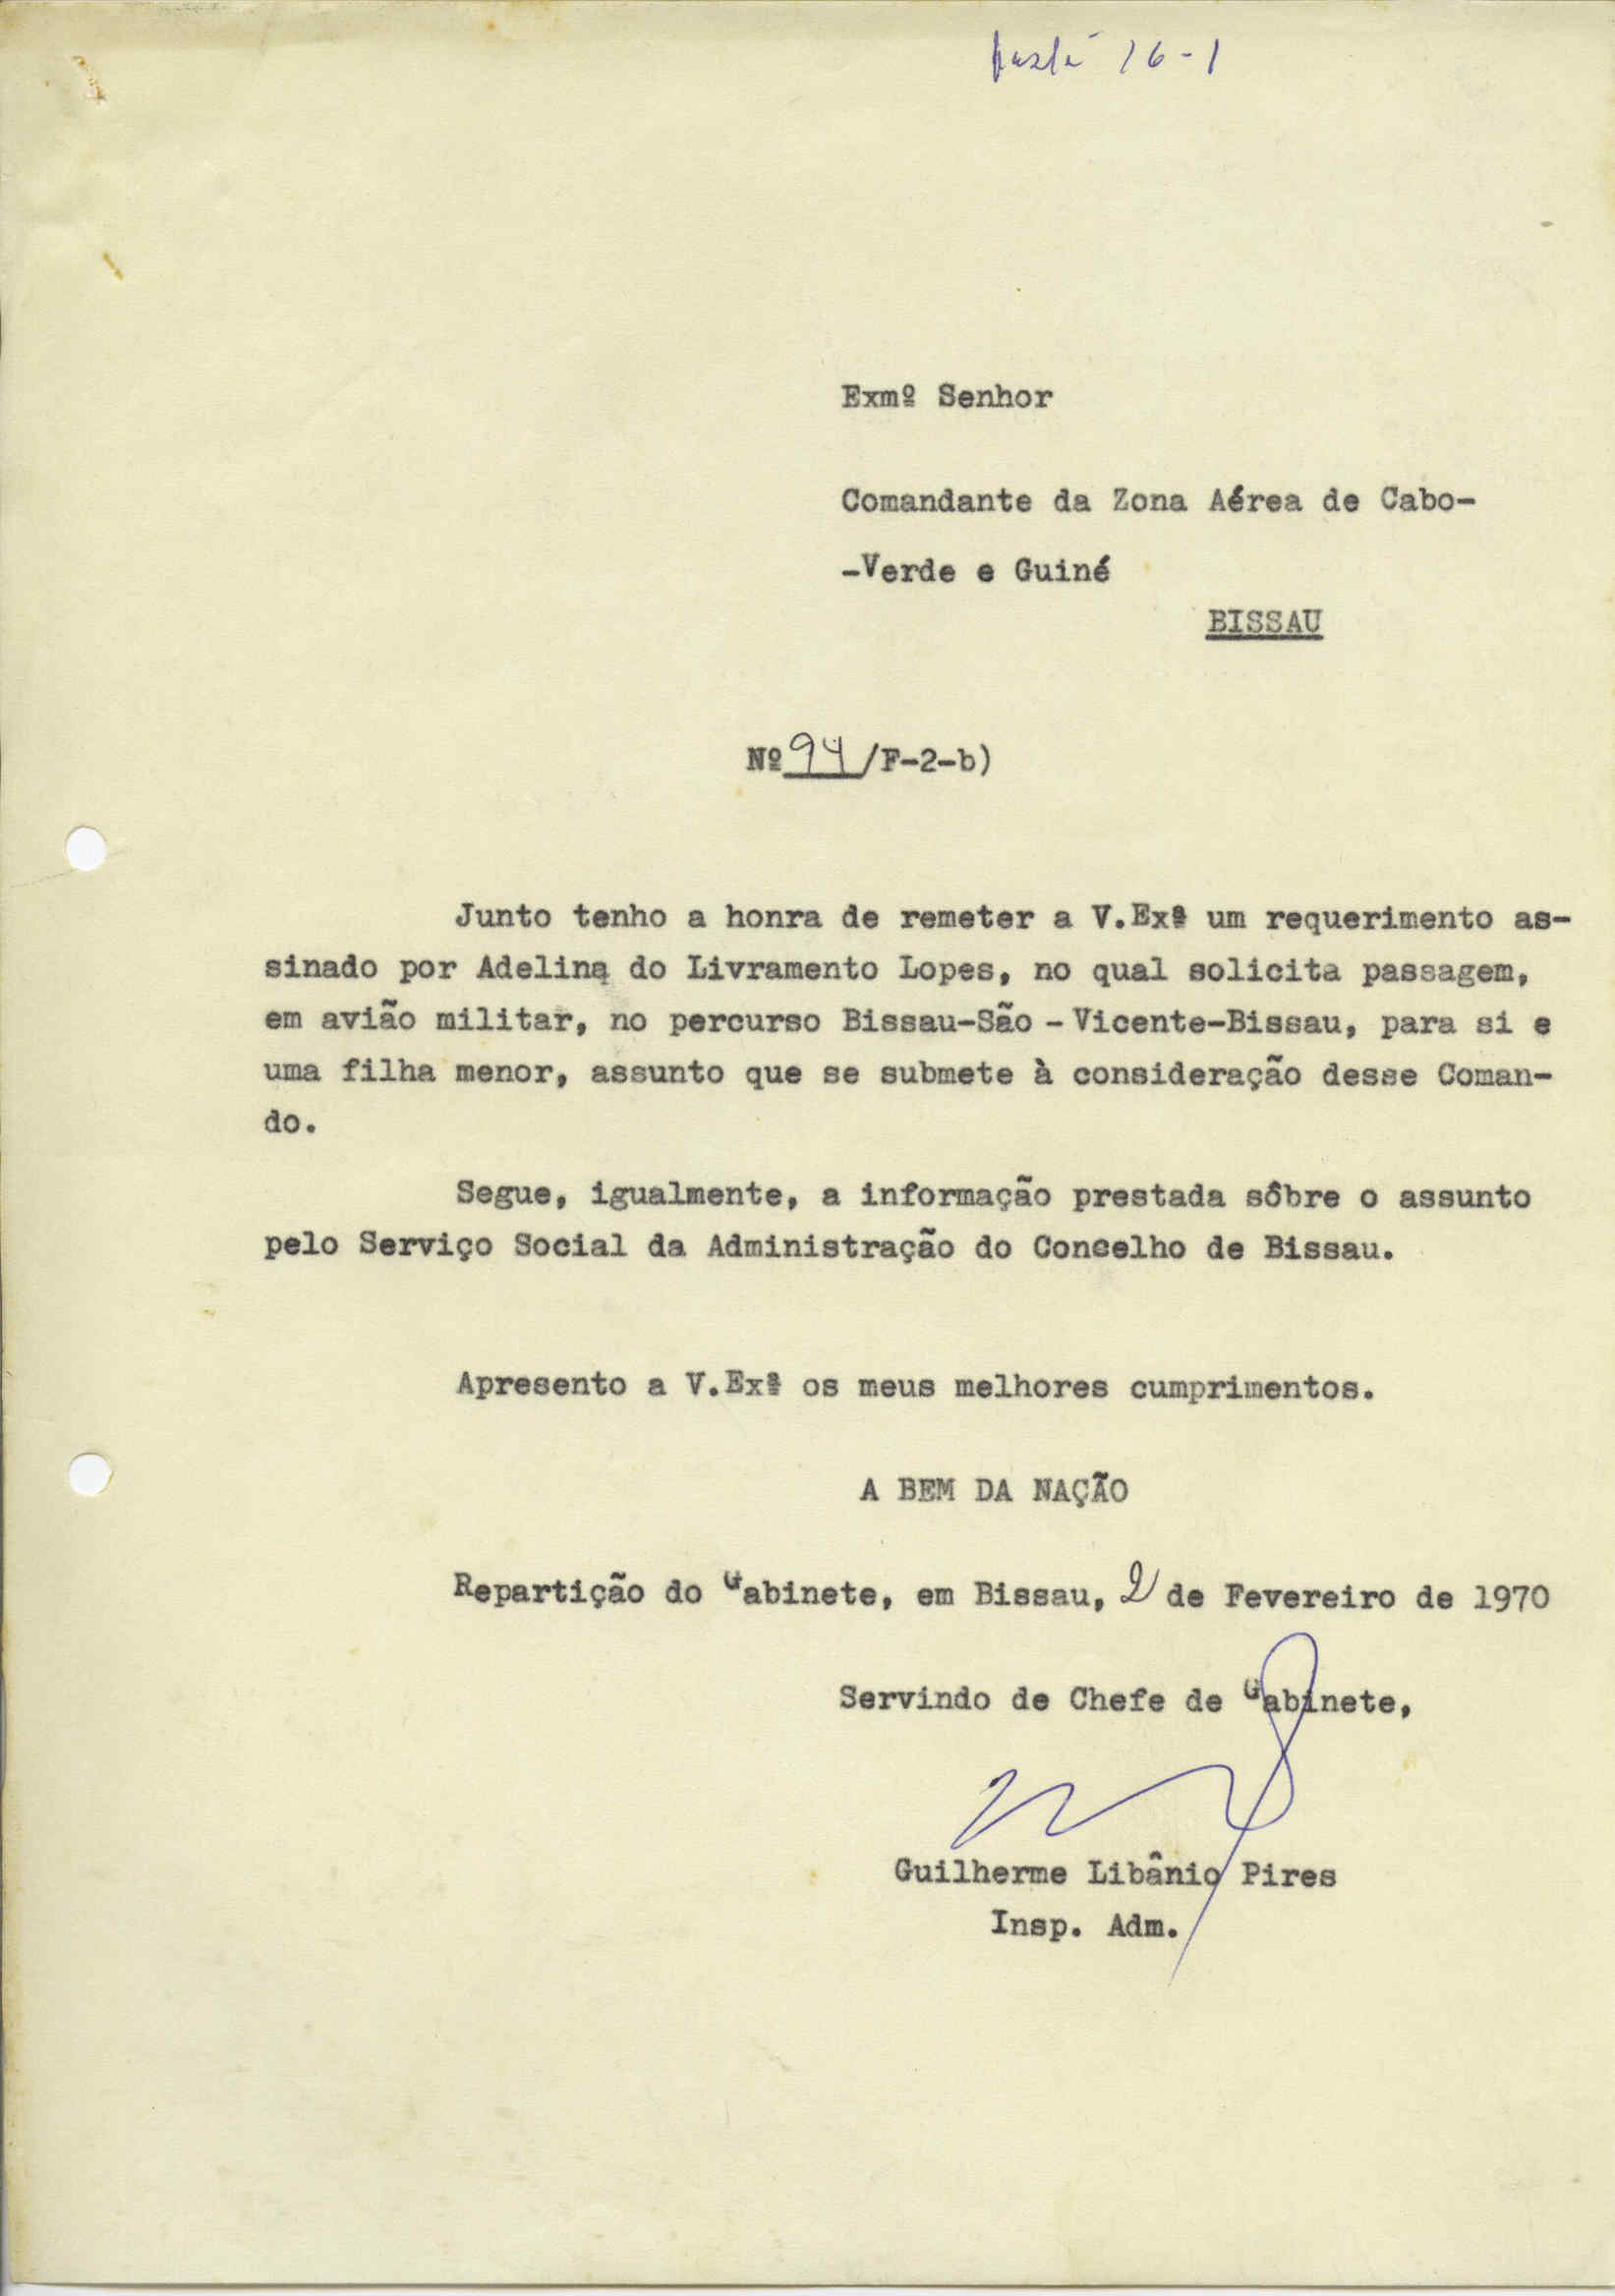 pasta 16-1
Exmº Senhor
Comandante da Zona Aérea de Cabo-
-Verde e Guiné
BISSAU
Nº 94/F-2-b)
Junto tenho a honra de remeter a V.Exª um requerimento as-
sinado por Adelina do Livramento Lopes, no qual solicita passagem,
em avião militar, no percurso Bissau-São - Vicente-Bissau, para si e
uma filha menor, assunto que se submete à consideração desse Coman-
do.
Segue, igualmente, a informação prestada sôbre o assunto
pelo Serviço Social da Administração do Concelho de Bissau.
Apresento a V.Exª os meus melhores cumprimentos.
A BEM DA NAÇÃO
Repartição do Gabinete, em Bissau, 2 de Fevereiro de 1970
Servindo de Chefe de Gabinete,
Guilherme Libânio Pires
Insp. Adm.